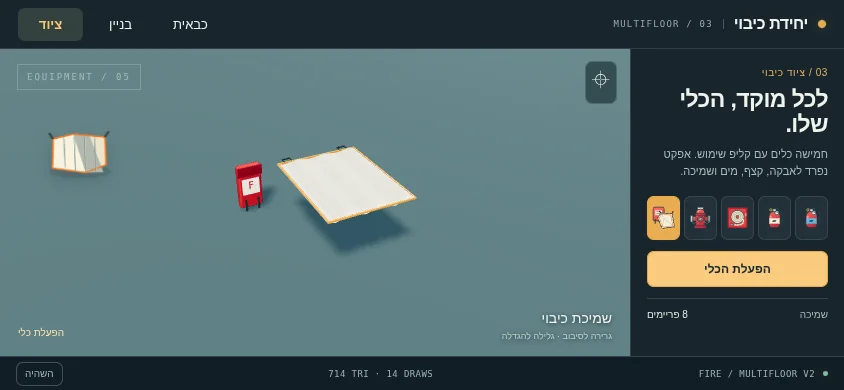 יחידת כיבוי
MULTIFLOOR / 03
כבאית
בניין
ציוד
03 / ציוד כיבוי
לכל מוקד, הכלי
שלו.
חמישה כלים עם קליפ שימוש. אפקט
נפרד לאבקה, קצף, מים ושמיכה.
הפעלת הכלי
שמיכה
8 פריימים
EQUIPMENT / 05
F
שמיכת כיבוי
גרירה לסיבוב · גלילה להגדלה
הפעלת כלי
FIRE / MULTIFLOOR V2
714 TRI · 14 DRAWS
השהיה